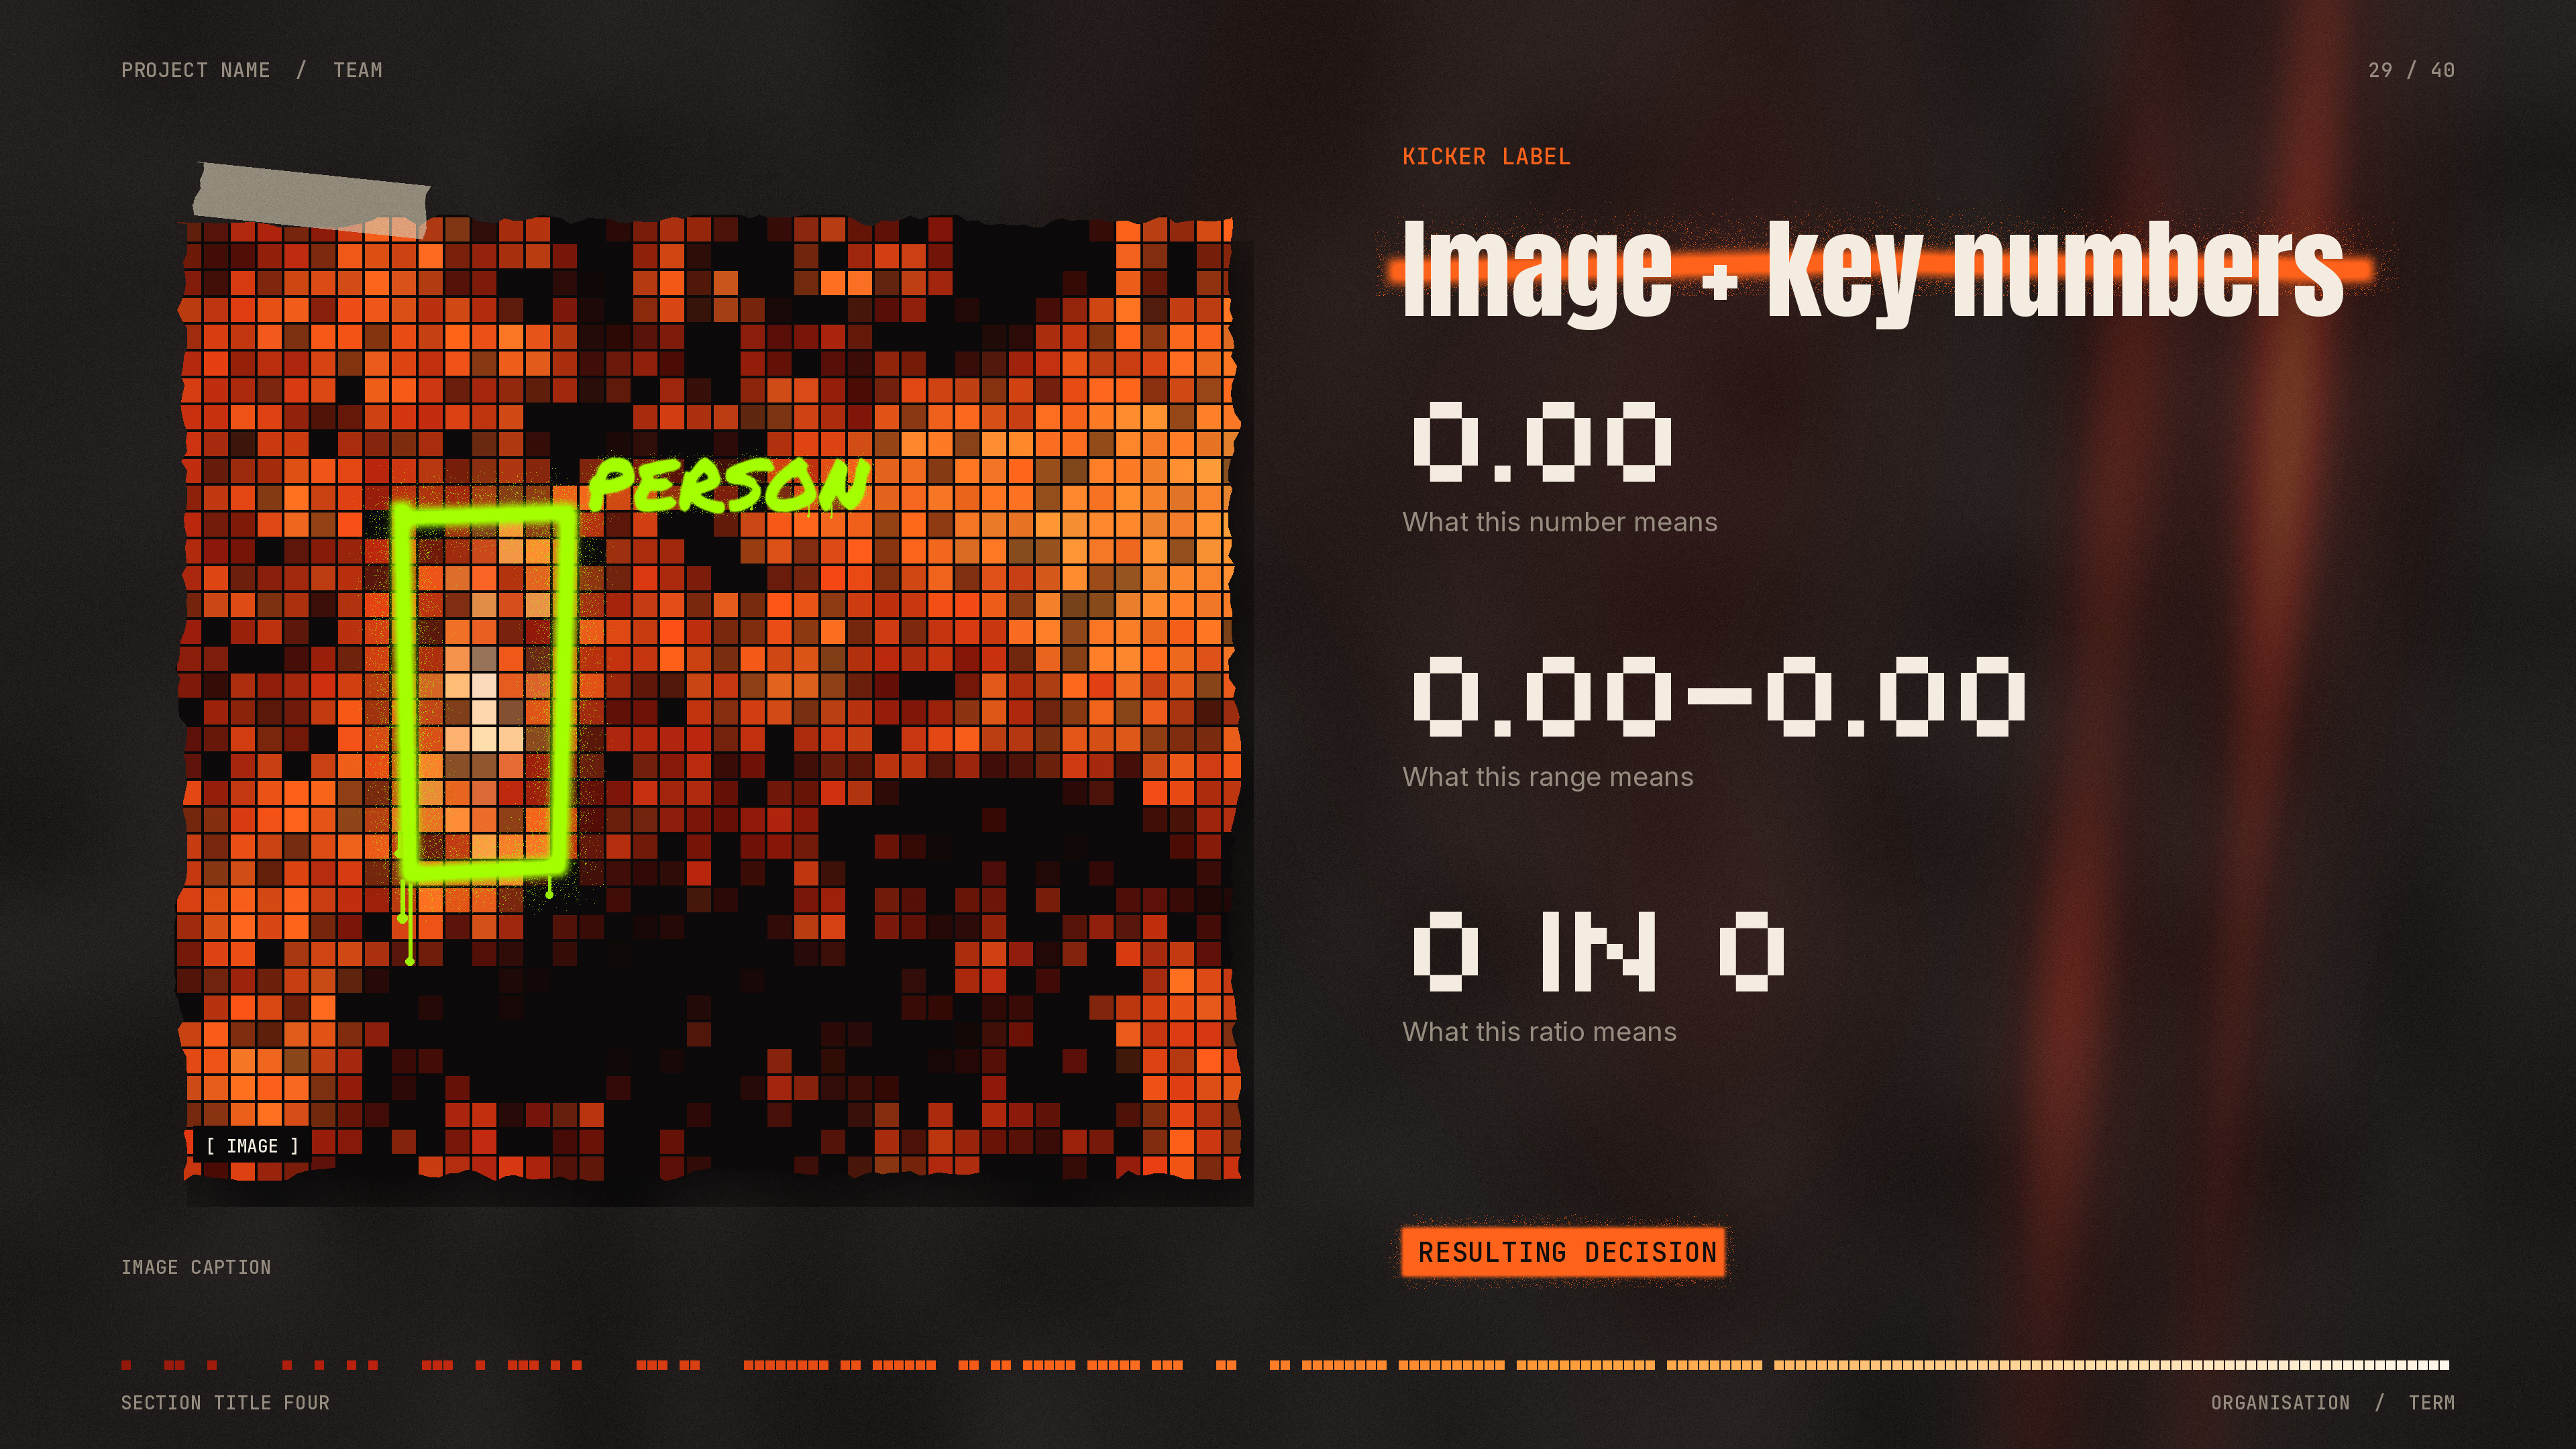 PROJECT NAME / TEAM
29 / 40
PERSON
[ IMAGE ]
IMAGE CAPTION
KICKER LABEL
Image + key numbers
0.00
What this number means
0.00–0.00
What this range means
0 IN 0
What this ratio means
RESULTING DECISION
SECTION TITLE FOUR
ORGANISATION / TERM